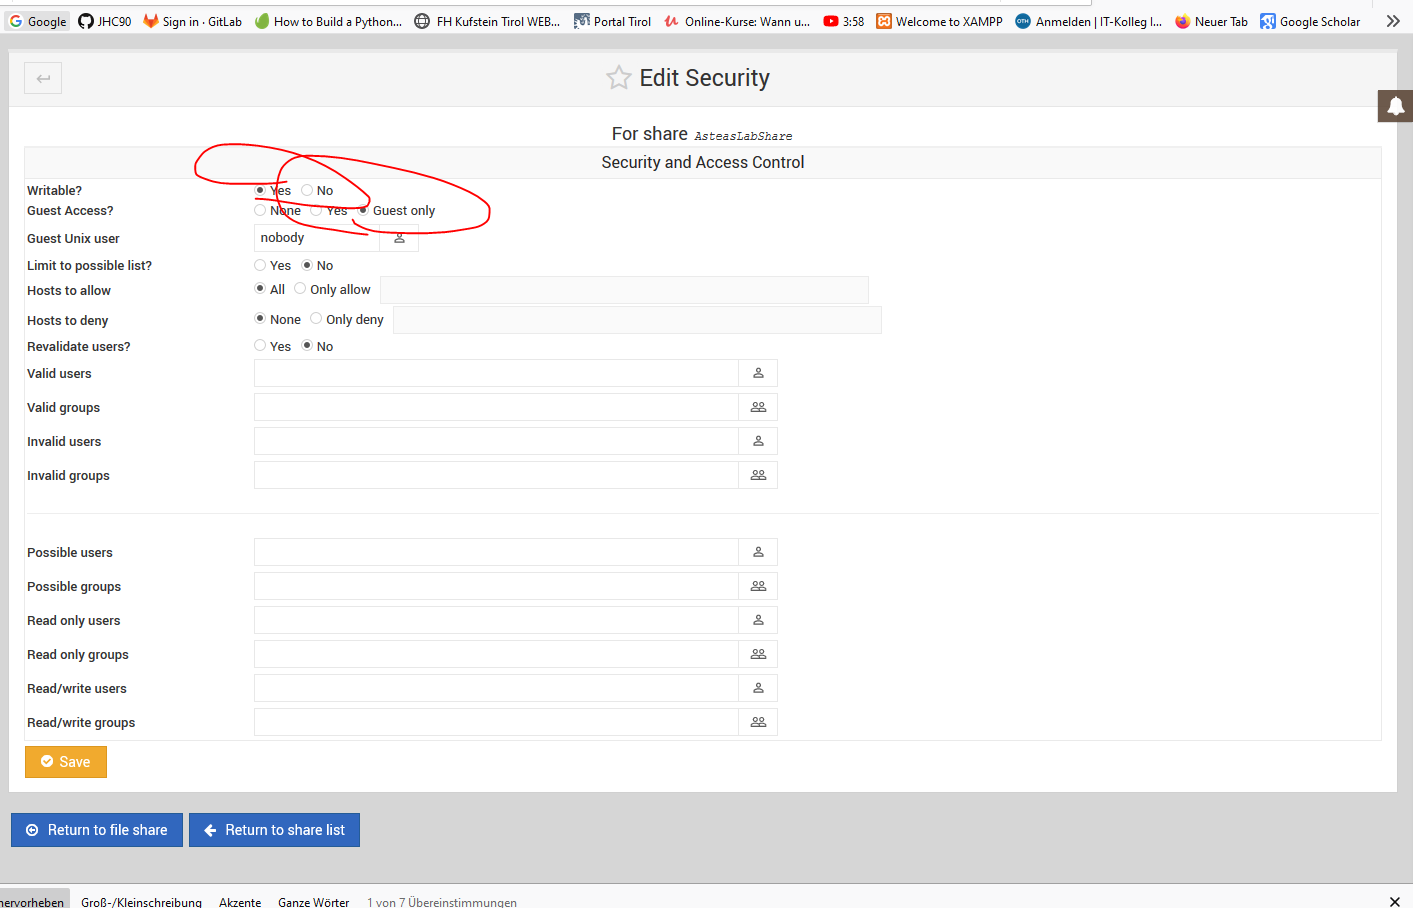 Google JHC90 Sign in · GitLab How to Build a Python... FH Kufstein Tirol WEB... Portal Tirol Online-Kurse: Wann u... 3:58 Welcome to XAMPP Anmelden | IT-Kolleg I... Neuer Tab Google Scholar
Edit Security
For share AsteasLabShare
Security and Access Control
Writable? Yes No
Guest Access? None Yes Guest only
Guest Unix user nobody
Limit to possible list? Yes No
Hosts to allow All Only allow
Hosts to deny None Only deny
Revalidate users? Yes No
Valid users
Valid groups
Invalid users
Invalid groups
Possible users
Possible groups
Read only users
Read only groups
Read/write users
Read/write groups
Save
Return to file share Return to share list
hervorheben Groß-/Kleinschreibung Akzente Ganze Wörter 1 von 7 Übereinstimmungen